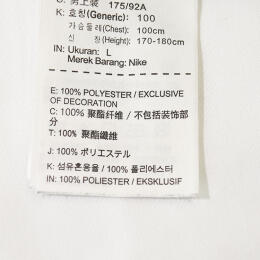 C: 男上装 175/92A
K: 호칭(Generic): 100
가슴둘레(Chest): 100cm
신 장(Height): 170-180cm
IN: Ukuran: L
Merek Barang: Nike
E: 100% POLYESTER / EXCLUSIVE
OF DECORATION
C: 100% 聚酯纤维 / 不包括装饰部
分
T: 100% 聚酯纖維
J: 100% ポリエステル
K: 섬유혼용율 / 100% 폴리에스터
IN: 100% POLIESTER / EKSKLUSIF